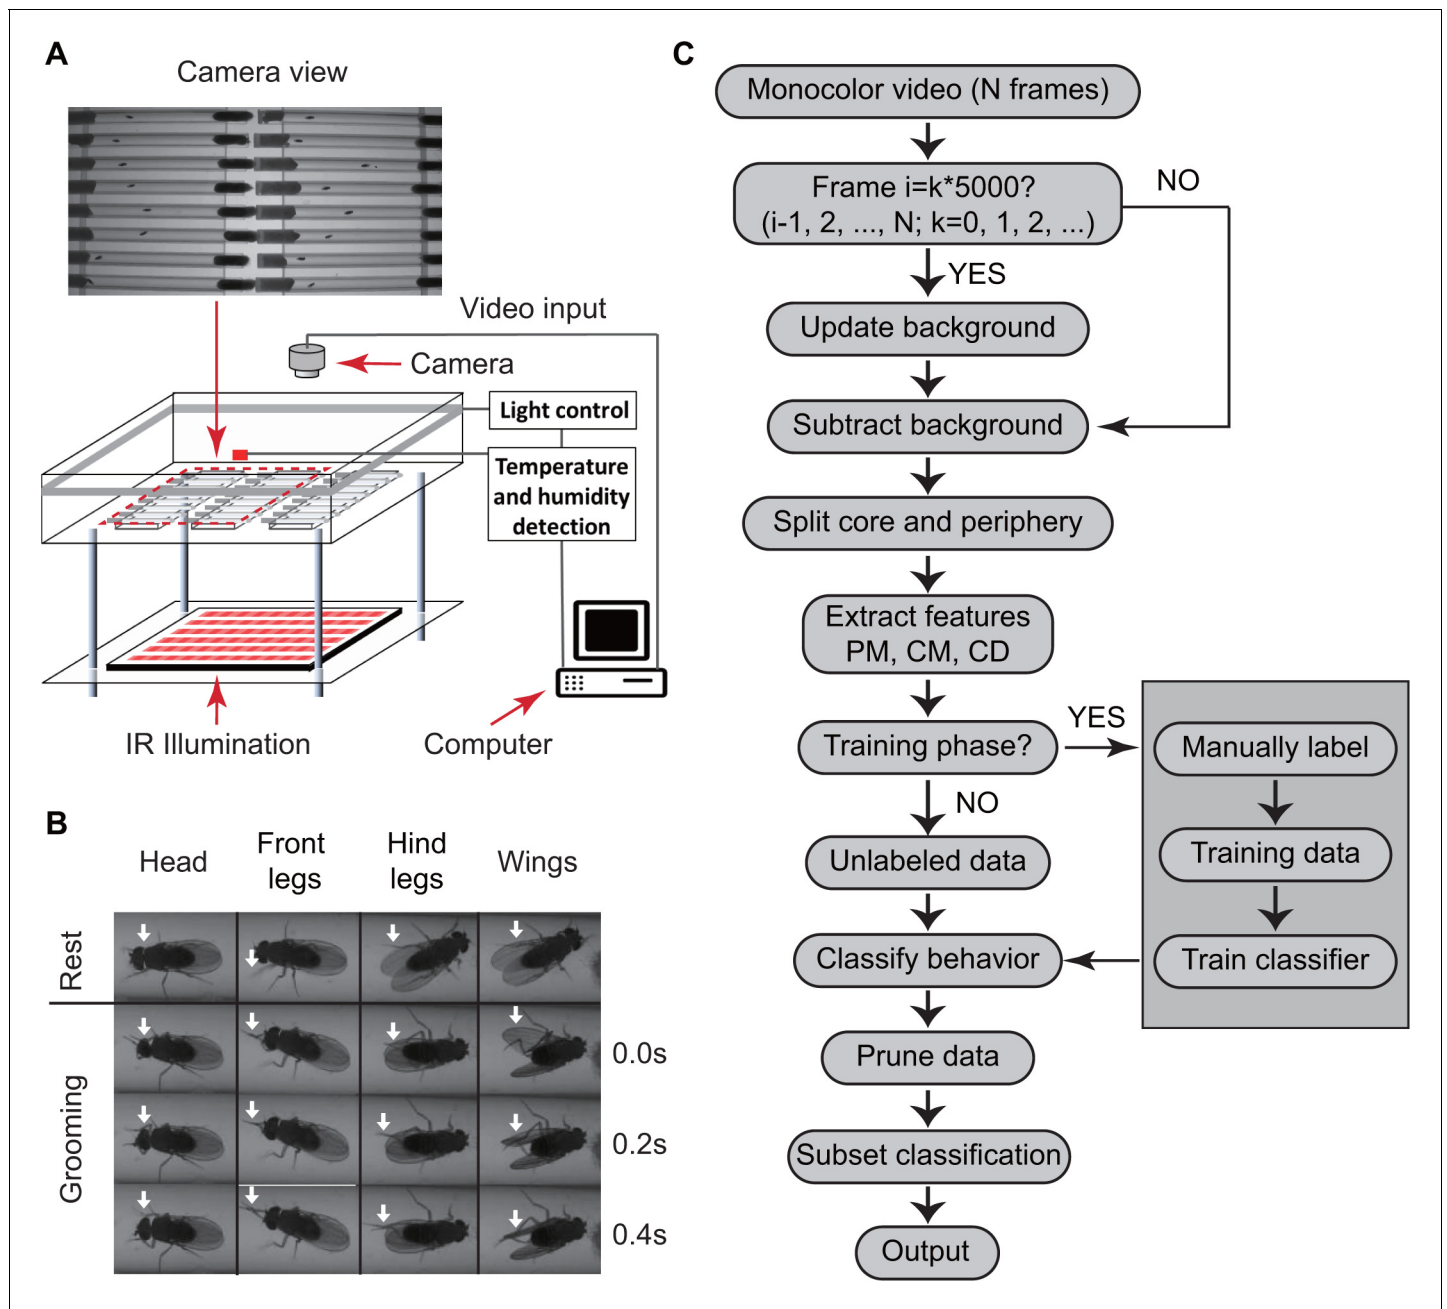 A
Camera view
Video input
Camera
Light control
Temperature
and humidity
detection
IR Illumination
Computer
B
Head
Front
legs
Hind
legs
Wings
Rest
Grooming
0.0s
0.2s
0.4s
C
Monocolor video (N frames)
Frame i=k*5000?
(i-1, 2, ..., N; k=0, 1, 2, ...)
NO
YES
Update background
Subtract background
Split core and periphery
Extract features
PM, CM, CD
Training phase?
YES
NO
Manually label
Training data
Train classifier
Unlabeled data
Classify behavior
Prune data
Subset classification
Output